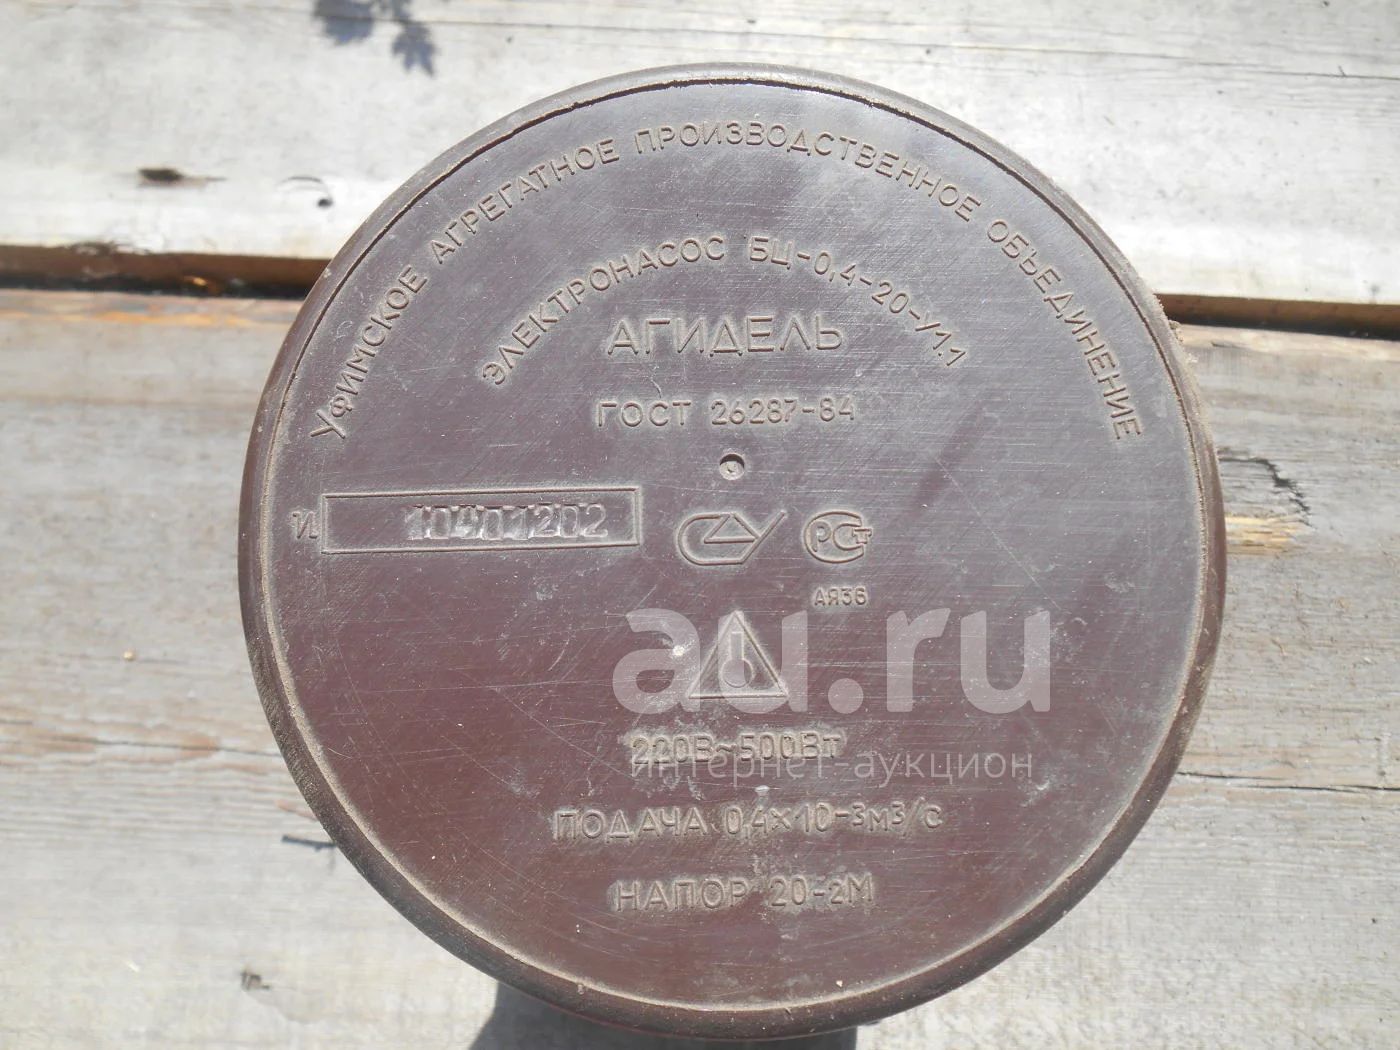 УФИМСКОЕ АГРЕГАТНОЕ ПРОИЗВОДСТВЕННОЕ ОБЪЕДИНЕНИЕ
ЭЛЕКТРОНАСОС БЦ-0,4-20-У1.1
АГИДЕЛЬ
ГОСТ 26287-84
И 10401202
РСТ
АЯ36
au.ru
220В~500Вт
интернет-аукцион
ПОДАЧА 0,4×10-3м3/с
НАПОР 20-2М